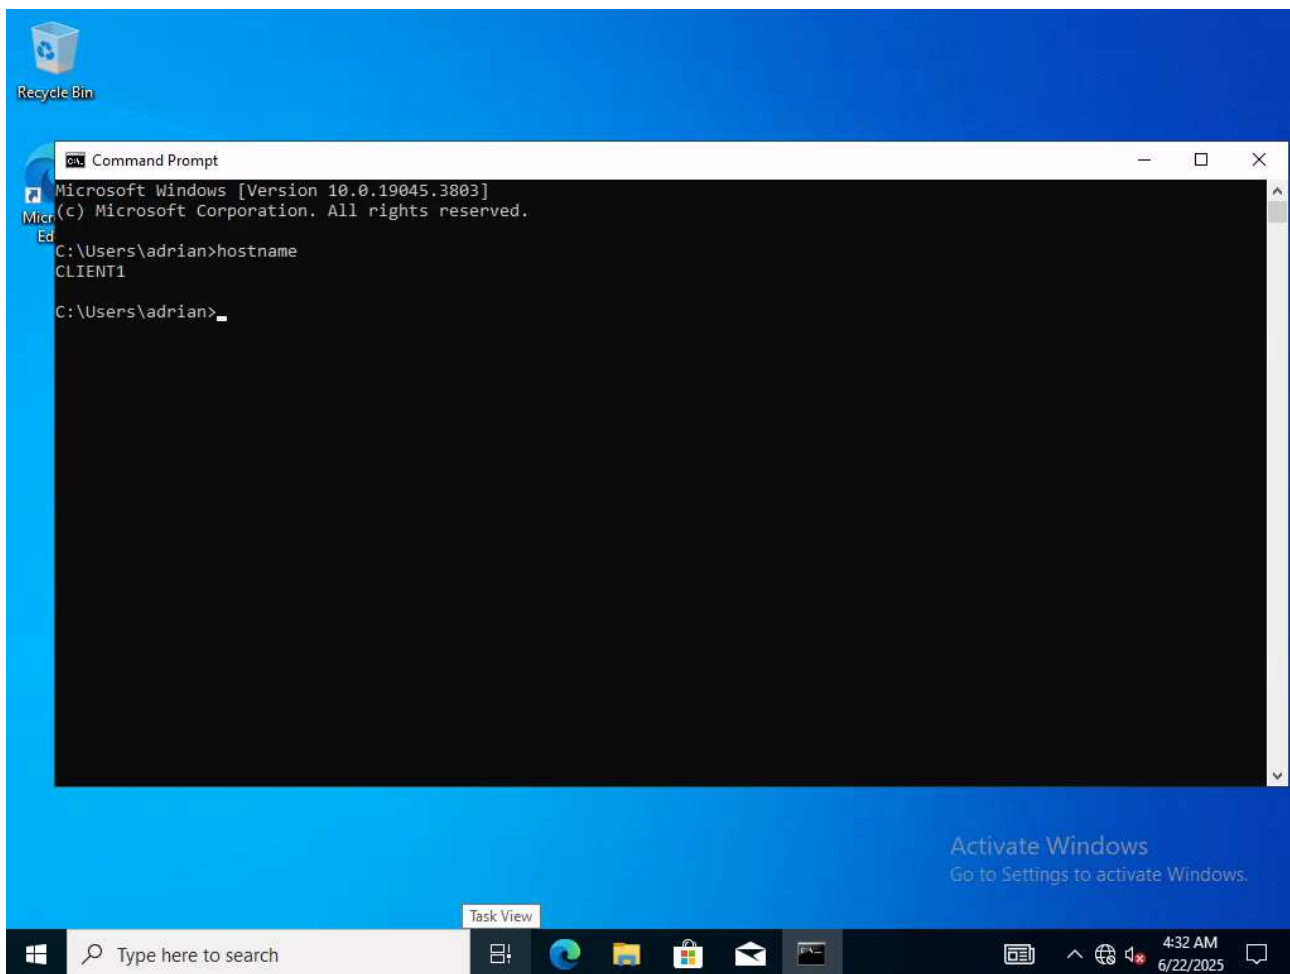 Recycle Bin
Command Prompt
Microsoft Windows [Version 10.0.19045.3803]
(c) Microsoft Corporation. All rights reserved.
C:\Users\adrian>hostname
CLIENT1
C:\Users\adrian>
Micr
Ed
Activate Windows
Go to Settings to activate Windows.
Task View
Type here to search
4:32 AM
6/22/2025